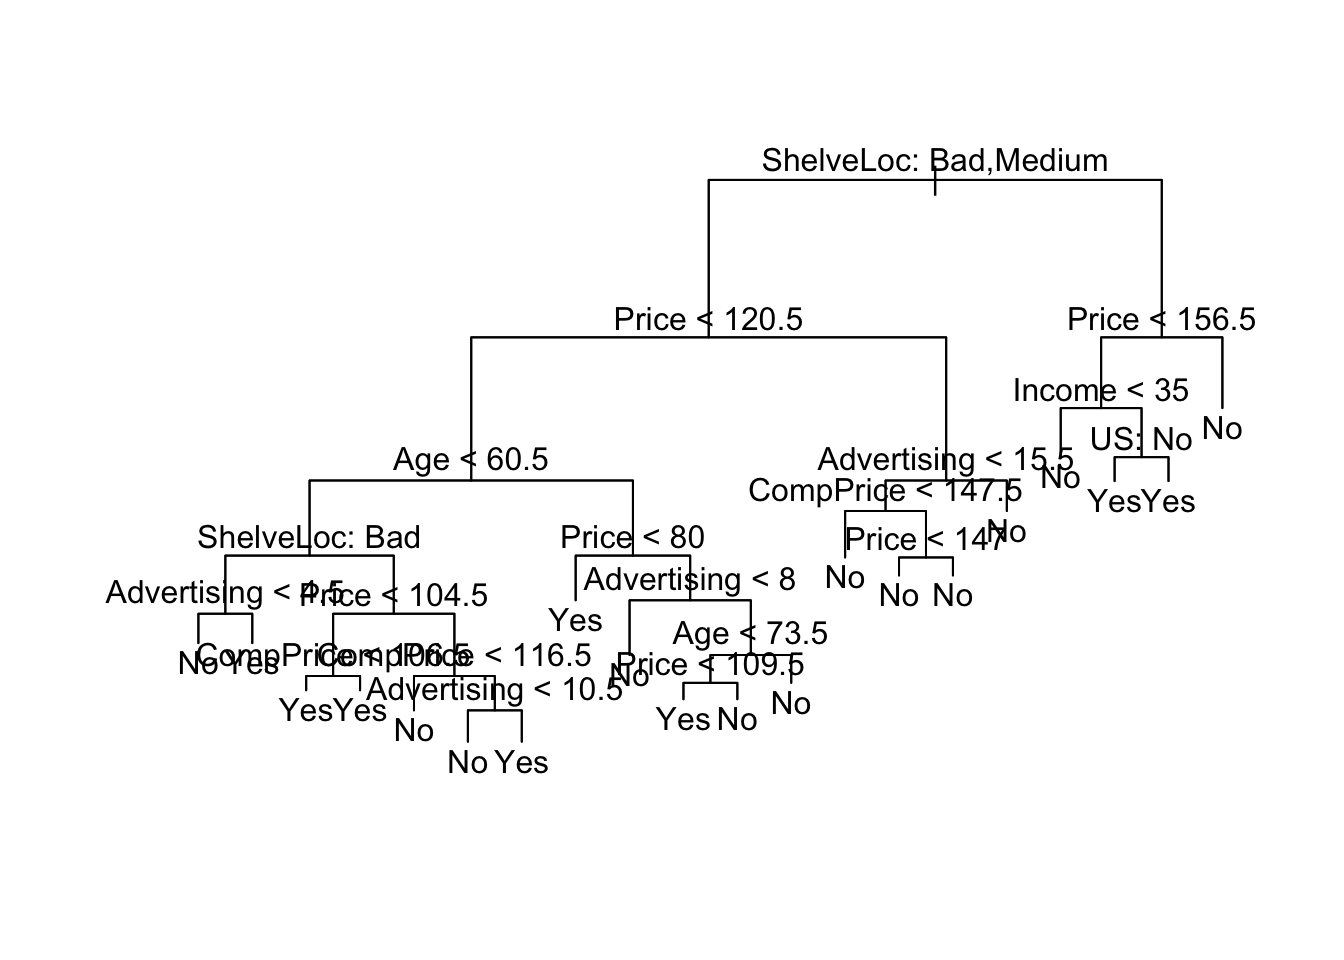 ShelveLoc: Bad,Medium
Price < 120.5
Price < 156.5
Income < 35
No
US: No
No
YesYes
Age < 60.5
Advertising < 15.5
CompPrice < 147.5
No
Price < 147
No
No
No
ShelveLoc: Bad
Price < 80
Advertising < 4.5
Price < 104.5
Advertising < 8
Yes
Age < 73.5
No Yes
CompPrice < 106.5
CompPrice < 116.5
No
Price < 109.5
Advertising < 10.5
YesYes
No
No Yes
Yes No
No